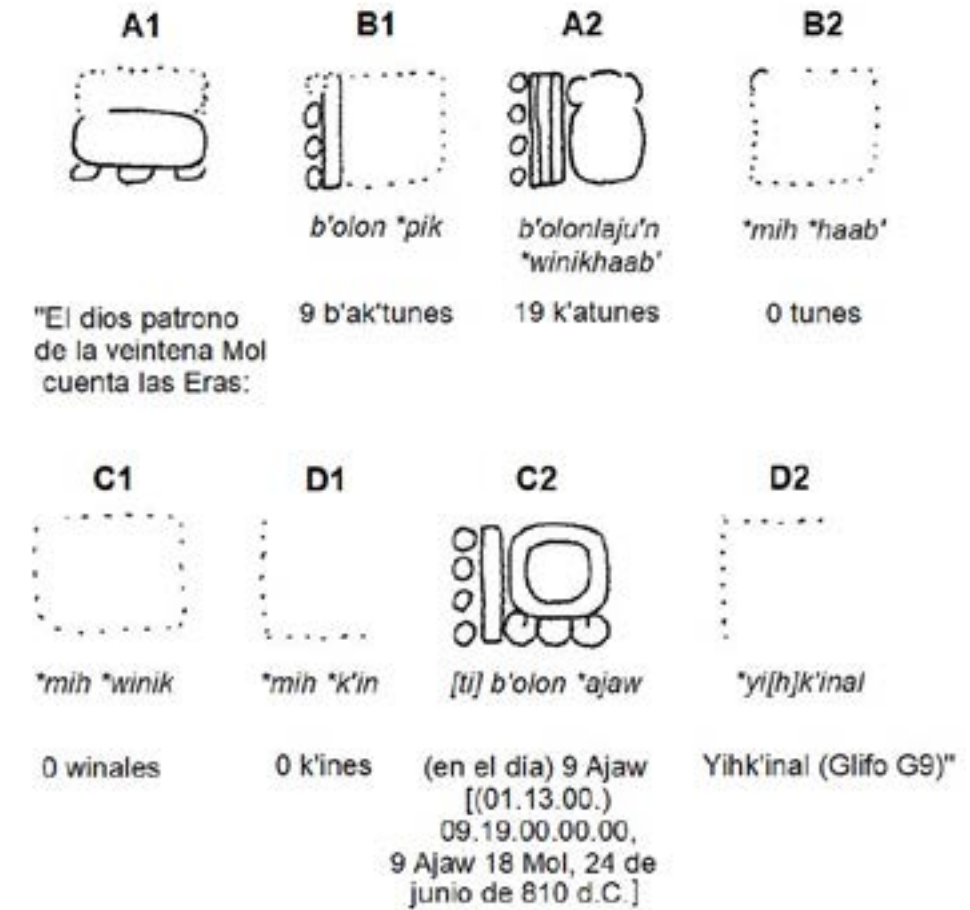 A1 B1 A2 B2
b'olon *pik b'olonlaju'n *mih *haab'
*winikhaab'
"El dios patrono
de la veintena Mol
cuenta las Eras:
9 b'ak'tunes 19 k'atunes 0 tunes
C1 D1 C2 D2
*mih *winik *mih *k'in [ti] b'olon *ajaw *yi[h]k'inal
0 winales 0 k'ines (en el día) 9 Ajaw Yihk'inal (Glifo G9)"
[(01.13.00.)
09.19.00.00.00,
9 Ajaw 18 Mol, 24 de
junio de 810 d.C.]